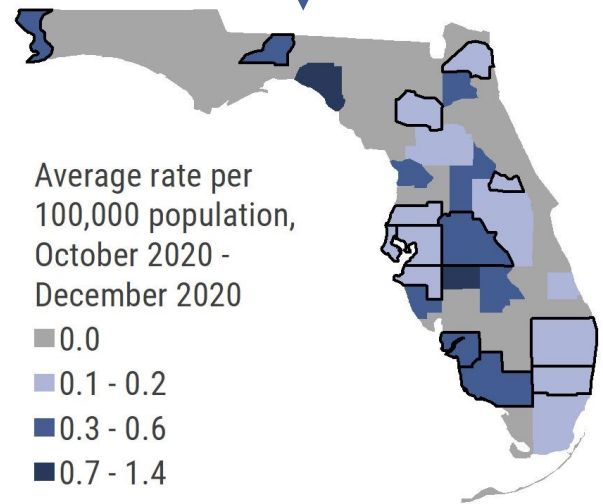 Average rate per
100,000 population,
October 2020 -
December 2020
0.0
0.1 - 0.2
0.3 - 0.6
0.7 - 1.4